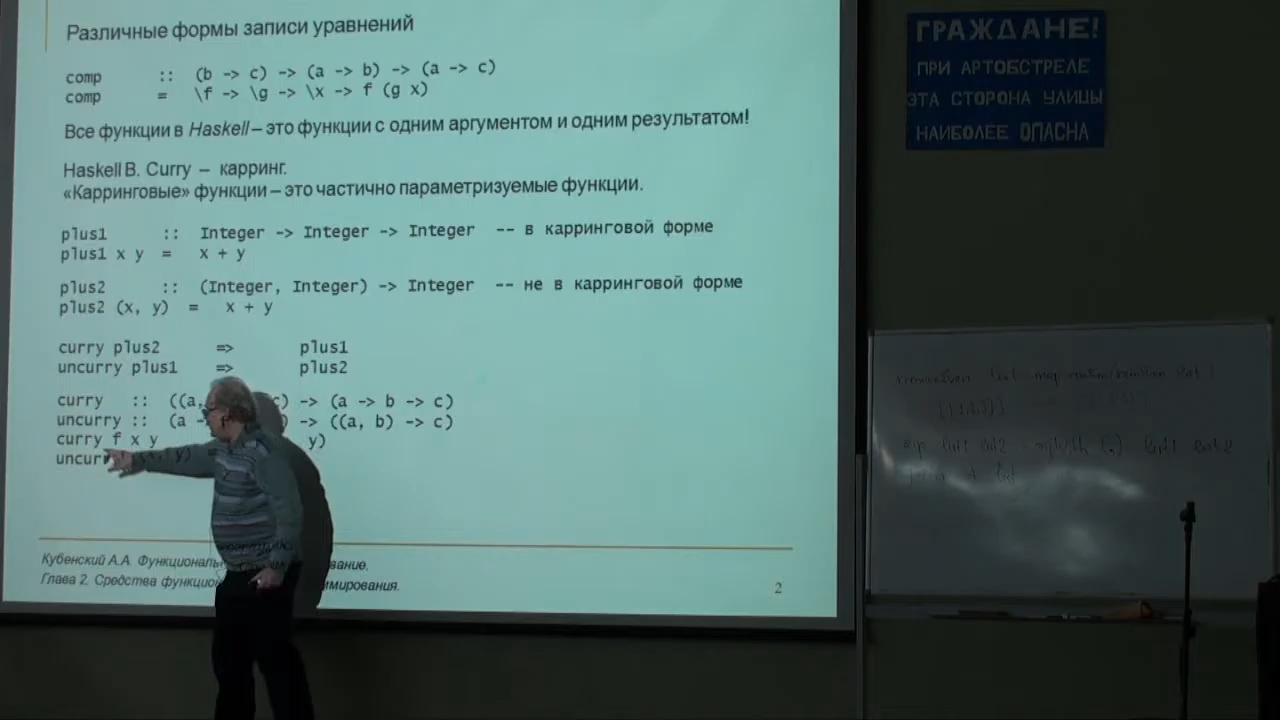 Различные формы записи уравнений
comp :: (b -> c) -> (a -> b) -> (a -> c)
comp = \f -> \g -> \x -> f (g x)
Все функции в Haskell – это функции с одним аргументом и одним результатом!
Haskell B. Curry – карринг.
«Карринговые» функции – это частично параметризуемые функции.
plus1 :: Integer -> Integer -> Integer -- в карринговой форме
plus1 x y = x + y
plus2 :: (Integer, Integer) -> Integer -- не в карринговой форме
plus2 (x, y) = x + y
curry plus2 => plus1
uncurry plus1 => plus2
curry :: ((a, c) -> (a -> b -> c)
uncurry :: (a -> ((a, b) -> c)
curry f x y y)
Кубенский А.А.
Глава 2. Средства
2
ГРАЖДАНЕ!
ПРИ АРТОБСТРЕЛЕ
ЭТА СТОРОНА УЛИЦЫ
НАИБОЛЕЕ ОПАСНА